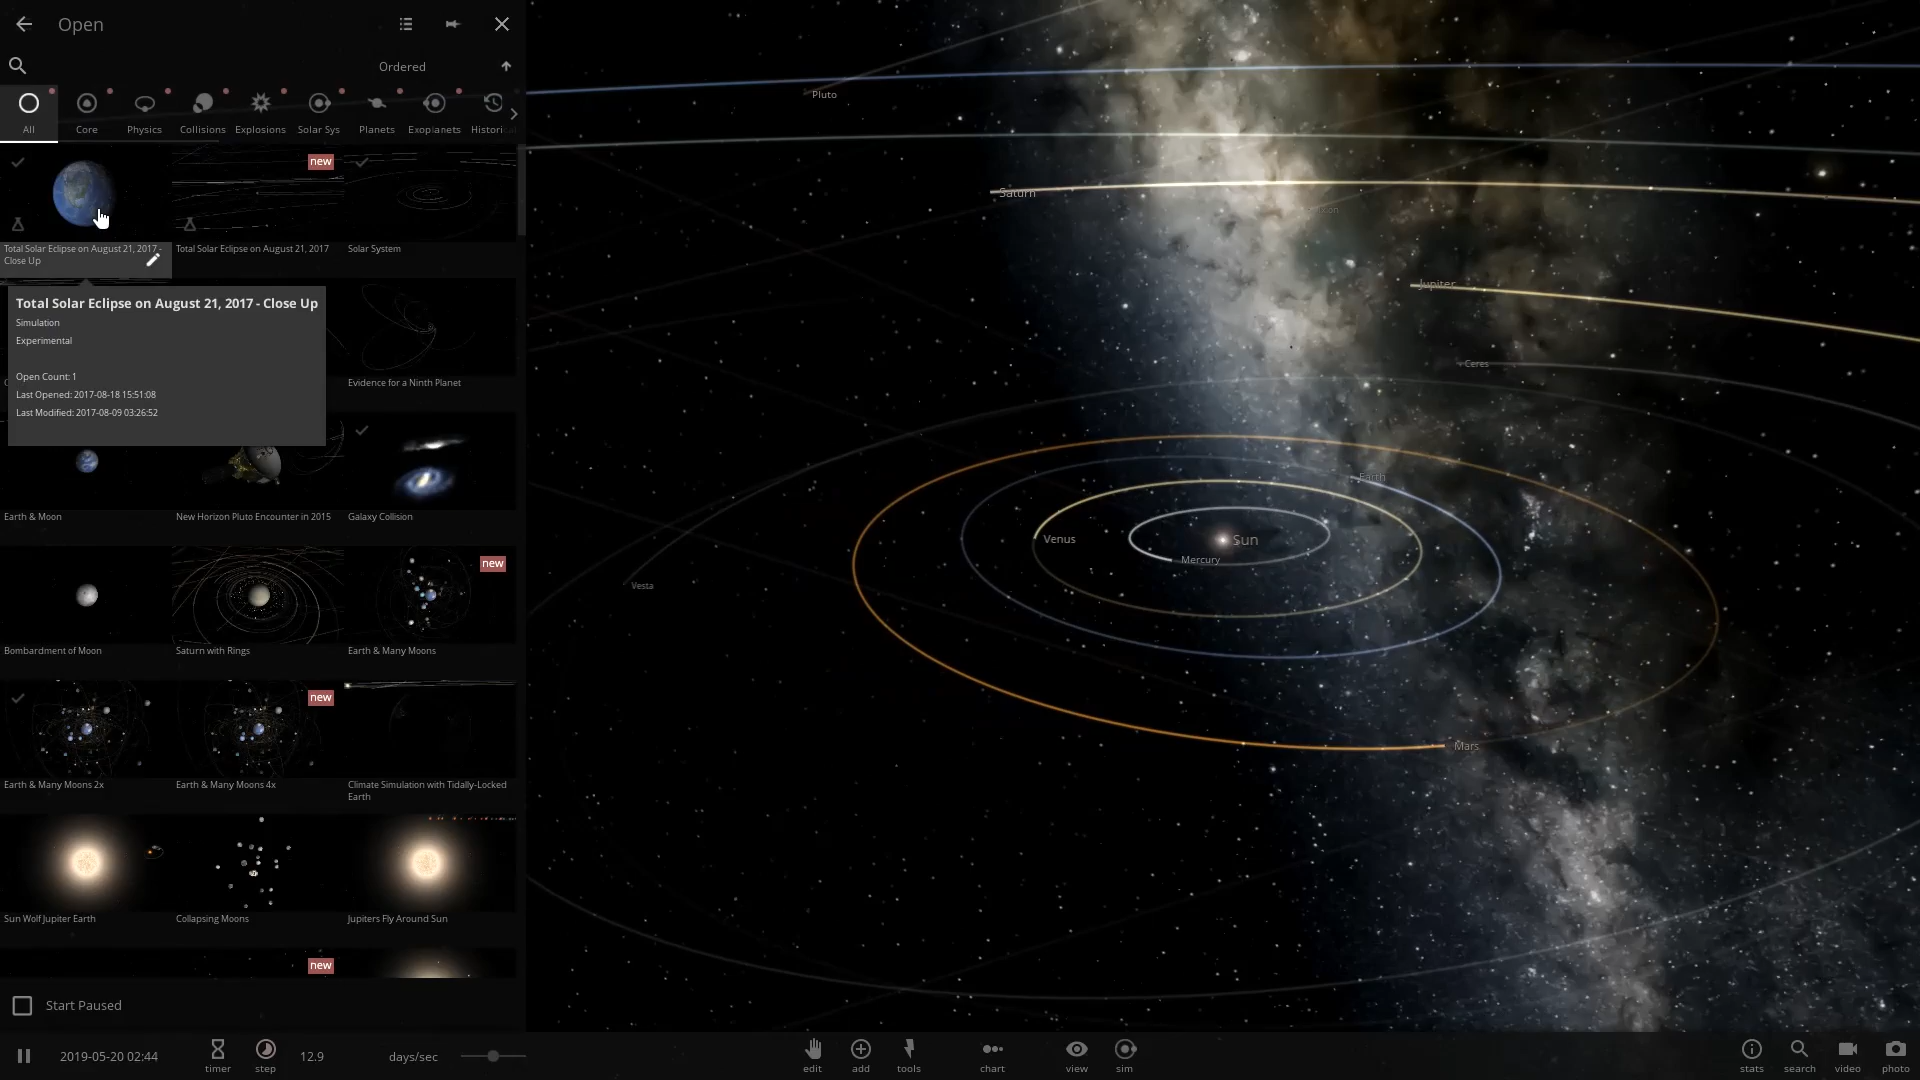 Open
Ordered
All
Core
Physics
Collisions
Explosions
Solar Sys
Planets
Exoplanets
Historic
new
Total Solar Eclipse on August 21, 2017 -
Close Up
Total Solar Eclipse on August 21, 2017
Solar System
Total Solar Eclipse on August 21, 2017 - Close Up
Simulation
Experimental
Open Count: 1
Last Opened: 2017-08-18 15:51:08
Last Modified: 2017-08-09 03:26:52
Evidence for a Ninth Planet
Earth & Moon
New Horizon Pluto Encounter in 2015
Galaxy Collision
new
Bombardment of Moon
Saturn with Rings
Earth & Many Moons
new
Earth & Many Moons 2x
Earth & Many Moons 4x
Climate Simulation with Tidally-Locked
Earth
Sun Wolf Jupiter Earth
Collapsing Moons
Jupiters Fly Around Sun
new
Start Paused
Pluto
Saturn
Jupiter
Ceres
Earth
Venus
Sun
Mercury
Vesta
Mars
2019-05-20 02:44
timer
step
12.9
days/sec
edit
add
tools
chart
view
sim
stats
search
video
photo